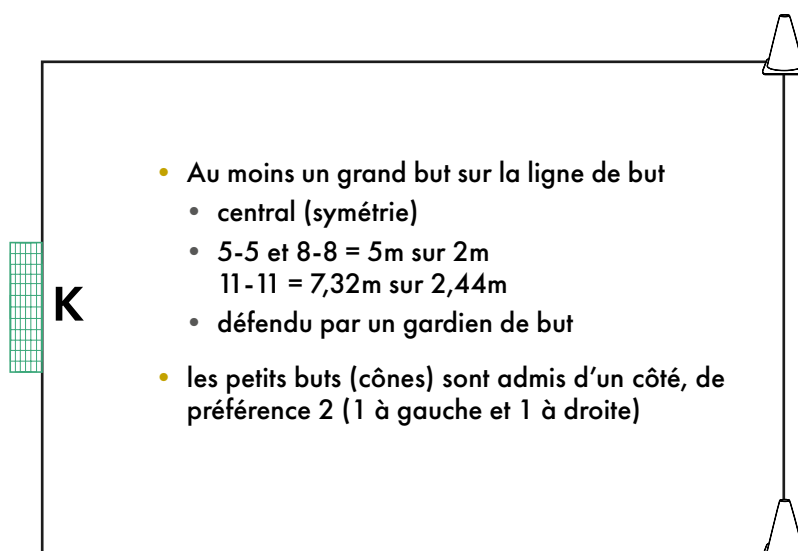 • Au moins un grand but sur la ligne de but
• central (symétrie)
• 5-5 et 8-8 = 5m sur 2m
11-11 = 7,32m sur 2,44m
K
• défendu par un gardien de but
• les petits buts (cônes) sont admis d’un côté, de
préférence 2 (1 à gauche et 1 à droite)